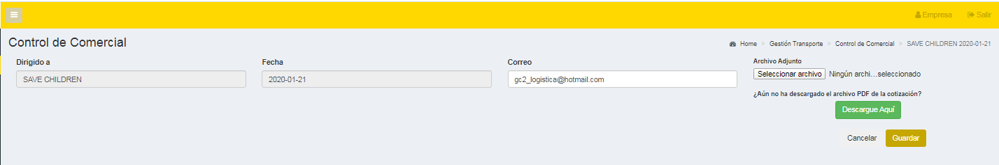 Empresa Salir
Control de Comercial
Home > Gestión Transporte > Control de Comercial > SAVE CHILDREN 2020-01-21
Dirigido a
SAVE CHILDREN
Fecha
2020-01-21
Correo
gc2_logistica@hotmail.com
Archivo Adjunto
Seleccionar archivo Ningún archi...seleccionado
¿Aún no ha descargado el archivo PDF de la cotización?
Descargue Aquí
Cancelar Guardar